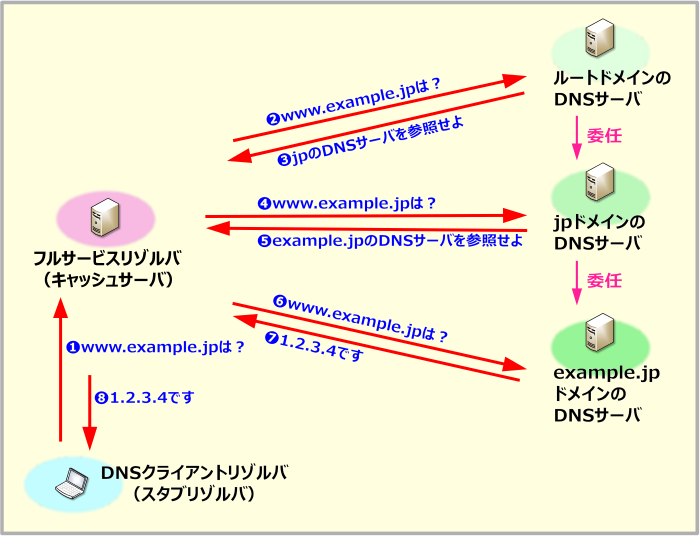 ルートドメインの
DNSサーバ
❷www.example.jpは？
❸jpのDNSサーバを参照せよ
委任
❹www.example.jpは？
jpドメインの
DNSサーバ
❺example.jpのDNSサーバを参照せよ
フルサービスリゾルバ
（キャッシュサーバ）
委任
❻www.example.jpは？
❼1.2.3.4です
❶www.example.jpは？
example.jp
ドメインの
DNSサーバ
❽1.2.3.4です
DNSクライアントリゾルバ
（スタブリゾルバ）